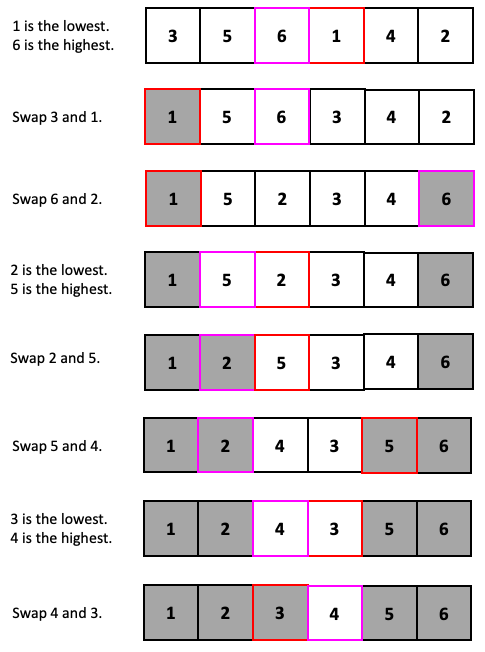 1 is the lowest.
6 is the highest.
3 5 6 1 4 2
Swap 3 and 1.
1 5 6 3 4 2
Swap 6 and 2.
1 5 2 3 4 6
2 is the lowest.
5 is the highest.
1 5 2 3 4 6
Swap 2 and 5.
1 2 5 3 4 6
Swap 5 and 4.
1 2 4 3 5 6
3 is the lowest.
4 is the highest.
1 2 4 3 5 6
Swap 4 and 3.
1 2 3 4 5 6